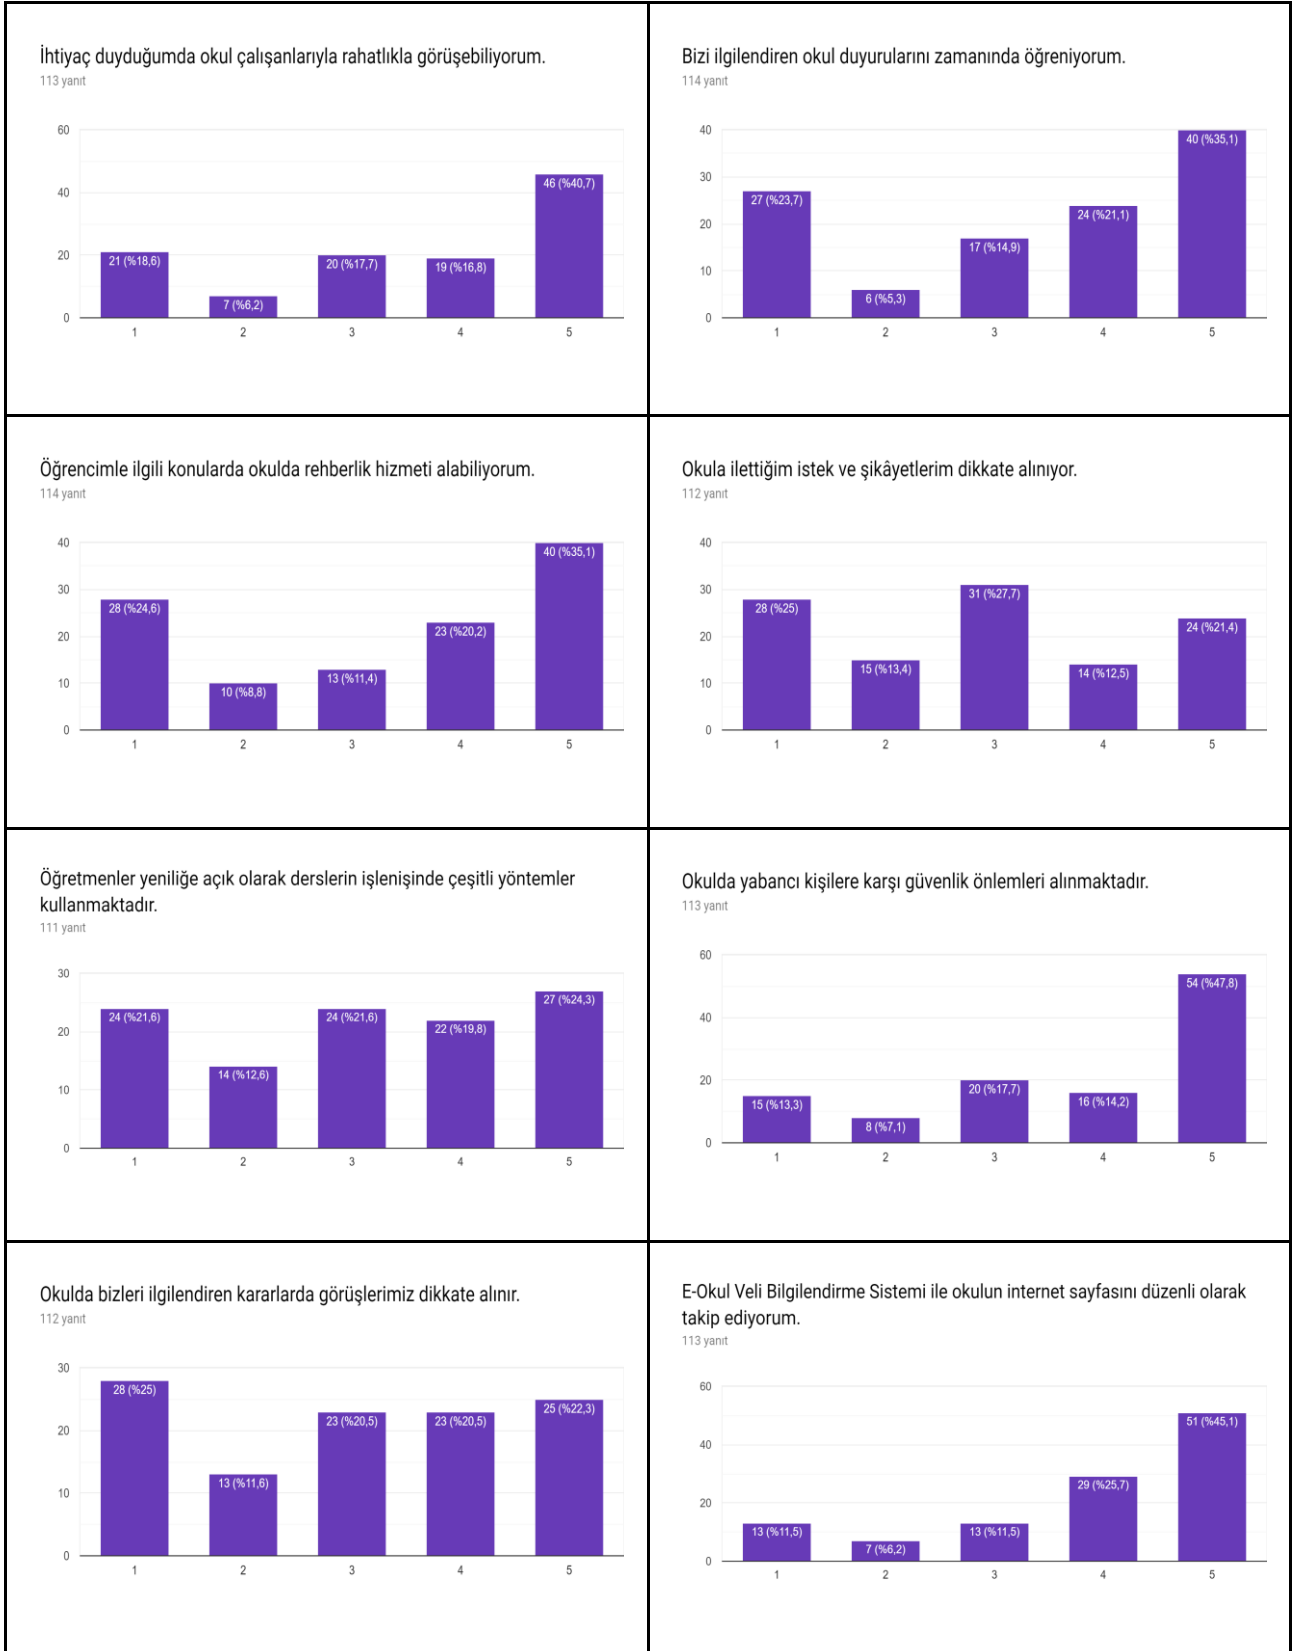 İhtiyaç duyduğumda okul çalışanlarıyla rahatlıkla görüşebiliyorum.
113 yanıt
60
40
20
0
21 (%18,6)
7 (%6,2)
20 (%17,7)
19 (%16,8)
46 (%40,7)
1 2 3 4 5
Bizi ilgilendiren okul duyurularını zamanında öğreniyorum.
114 yanıt
40
30
20
10
0
27 (%23,7)
6 (%5,3)
17 (%14,9)
24 (%21,1)
40 (%35,1)
1 2 3 4 5
Öğrencimle ilgili konularda okulda rehberlik hizmeti alabiliyorum.
114 yanıt
40
30
20
10
0
28 (%24,6)
10 (%8,8)
13 (%11,4)
23 (%20,2)
40 (%35,1)
1 2 3 4 5
Okula ilettiğim istek ve şikâyetlerim dikkate alınıyor.
112 yanıt
40
30
20
10
0
28 (%25)
15 (%13,4)
31 (%27,7)
14 (%12,5)
24 (%21,4)
1 2 3 4 5
Öğretmenler yeniliğe açık olarak derslerin işlenişinde çeşitli yöntemler
kullanmaktadır.
111 yanıt
30
20
10
0
24 (%21,6)
14 (%12,6)
24 (%21,6)
22 (%19,8)
27 (%24,3)
1 2 3 4 5
Okulda yabancı kişilere karşı güvenlik önlemleri alınmaktadır.
113 yanıt
60
40
20
0
15 (%13,3)
8 (%7,1)
20 (%17,7)
16 (%14,2)
54 (%47,8)
1 2 3 4 5
Okulda bizleri ilgilendiren kararlarda görüşlerimiz dikkate alınır.
112 yanıt
30
20
10
0
28 (%25)
13 (%11,6)
23 (%20,5)
23 (%20,5)
25 (%22,3)
1 2 3 4 5
E-Okul Veli Bilgilendirme Sistemi ile okulun internet sayfasını düzenli olarak
takip ediyorum.
113 yanıt
60
40
20
0
13 (%11,5)
7 (%6,2)
13 (%11,5)
29 (%25,7)
51 (%45,1)
1 2 3 4 5